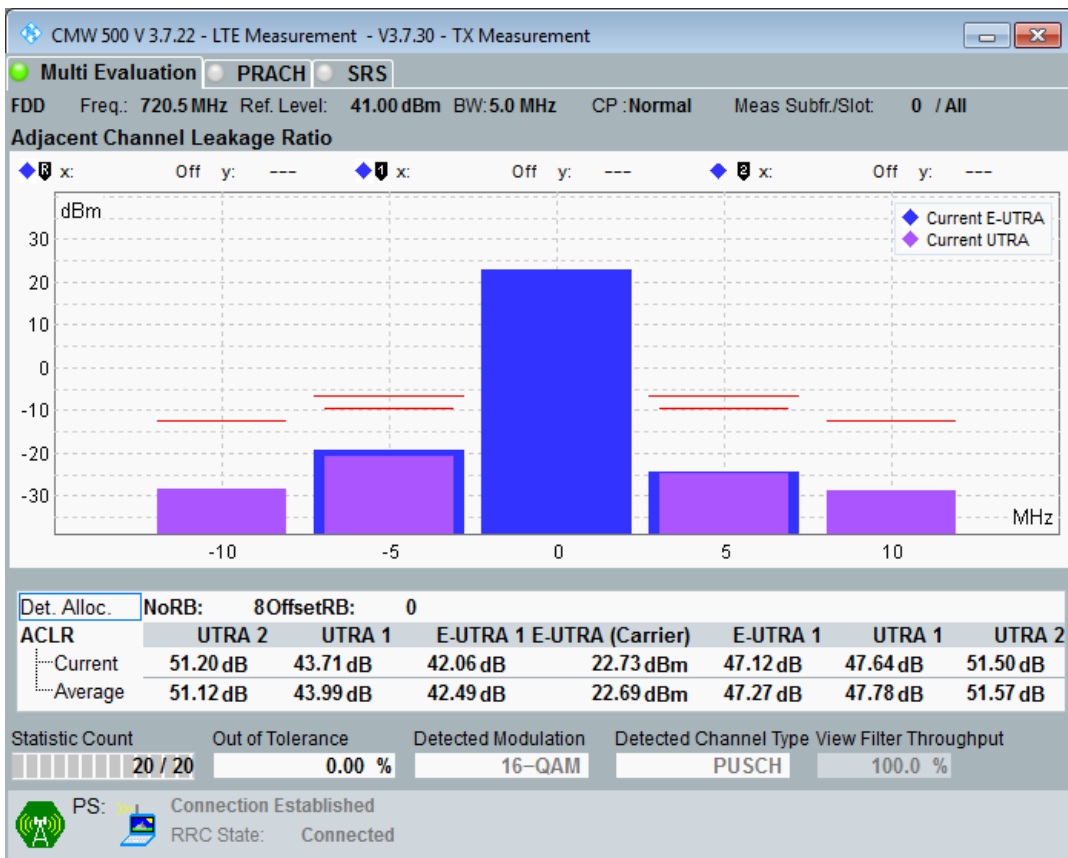 CMW 500 V 3.7.22 - LTE Measurement - V3.7.30 - TX Measurement
Multi Evaluation PRACH SRS
FDD Freq.: 720.5 MHz Ref. Level: 41.00 dBm BW: 5.0 MHz CP : Normal Meas Subfr./Slot: 0 / All
Adjacent Channel Leakage Ratio
R x: Off y: --- 1 x: Off y: --- 2 x: Off y: ---
dBm
Current E-UTRA
Current UTRA
30
20
10
0
-10
-20
-30
MHz
-10 -5 0 5 10
Det. Alloc. NoRB: 8 OffsetRB: 0
ACLR UTRA 2 UTRA 1 E-UTRA 1 E-UTRA (Carrier) E-UTRA 1 UTRA 1 UTRA 2
Current 51.20 dB 43.71 dB 42.06 dB 22.73 dBm 47.12 dB 47.64 dB 51.50 dB
Average 51.12 dB 43.99 dB 42.49 dB 22.69 dBm 47.27 dB 47.78 dB 51.57 dB
Statistic Count Out of Tolerance Detected Modulation Detected Channel Type View Filter Throughput
20 / 20 0.00 % 16-QAM PUSCH 100.0 %
PS: Connection Established
RRC State: Connected